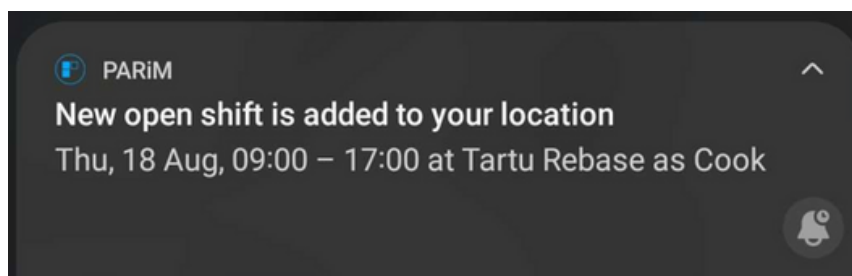 PARiM
New open shift is added to your location
Thu, 18 Aug, 09:00 – 17:00 at Tartu Rebase as Cook